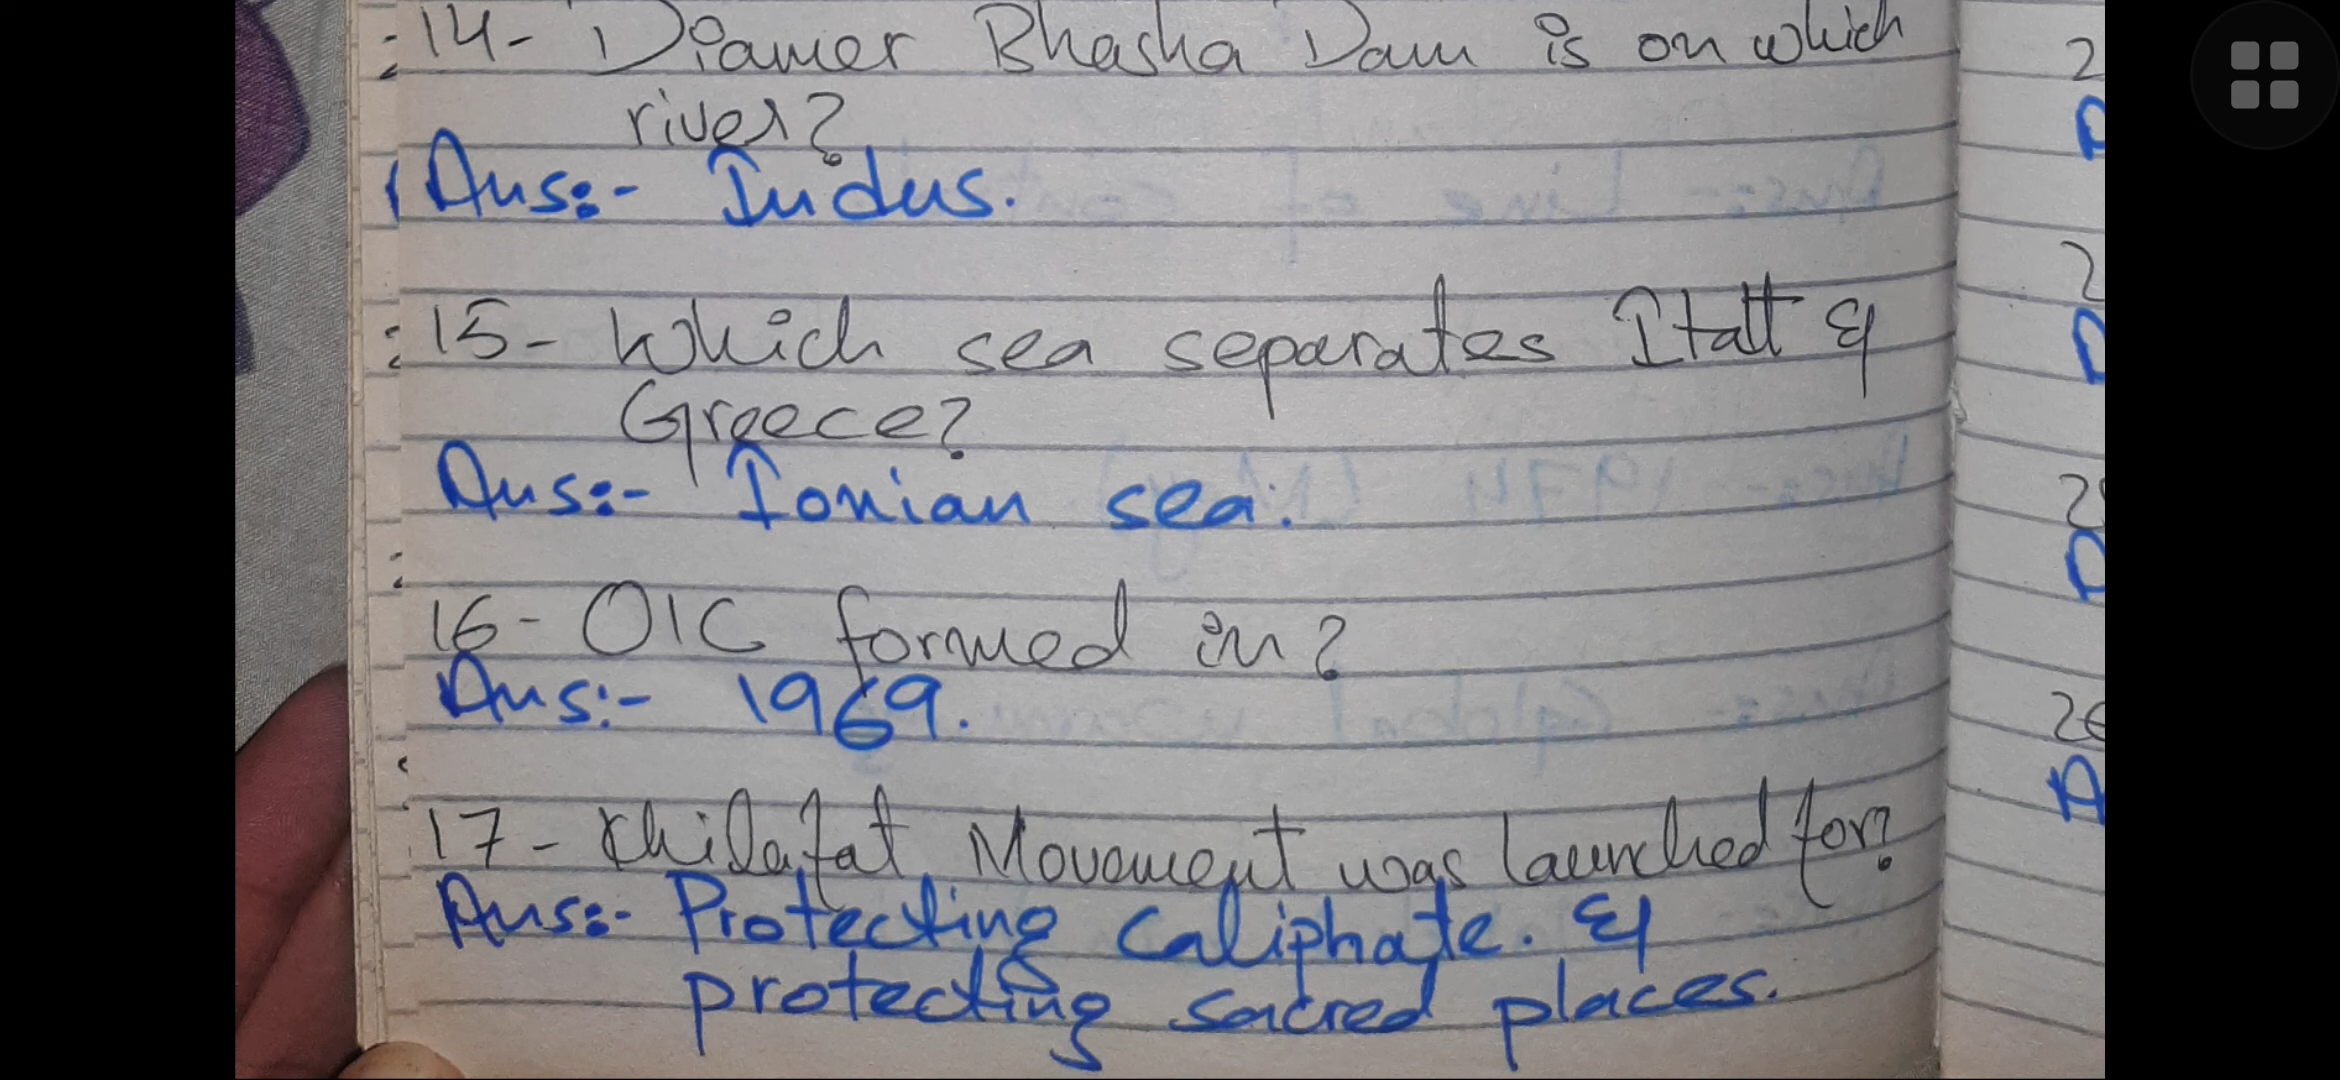 14- Diamer Bhasha Dam is on which
river?
Ans:- Indus.
15- Which sea separates Italt &
Greece?
Ans:- Ionian sea.
16- OIC formed in?
Ans:- 1969.
17- Khilafat Movement was launched for?
Ans:- Protecting caliphate. &
protecting sacred places.